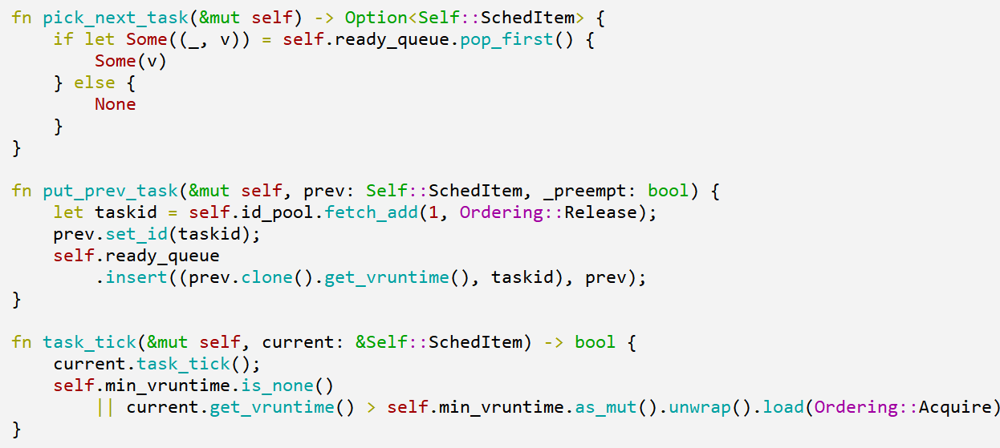 fn pick_next_task(&mut self) -> Option<Self::SchedItem> {
    if let Some((_, v)) = self.ready_queue.pop_first() {
        Some(v)
    } else {
        None
    }
}

fn put_prev_task(&mut self, prev: Self::SchedItem, _preempt: bool) {
    let taskid = self.id_pool.fetch_add(1, Ordering::Release);
    prev.set_id(taskid);
    self.ready_queue
        .insert((prev.clone().get_vruntime(), taskid), prev);
}

fn task_tick(&mut self, current: &Self::SchedItem) -> bool {
    current.task_tick();
    self.min_vruntime.is_none()
        || current.get_vruntime() > self.min_vruntime.as_mut().unwrap().load(Ordering::Acquire)
}